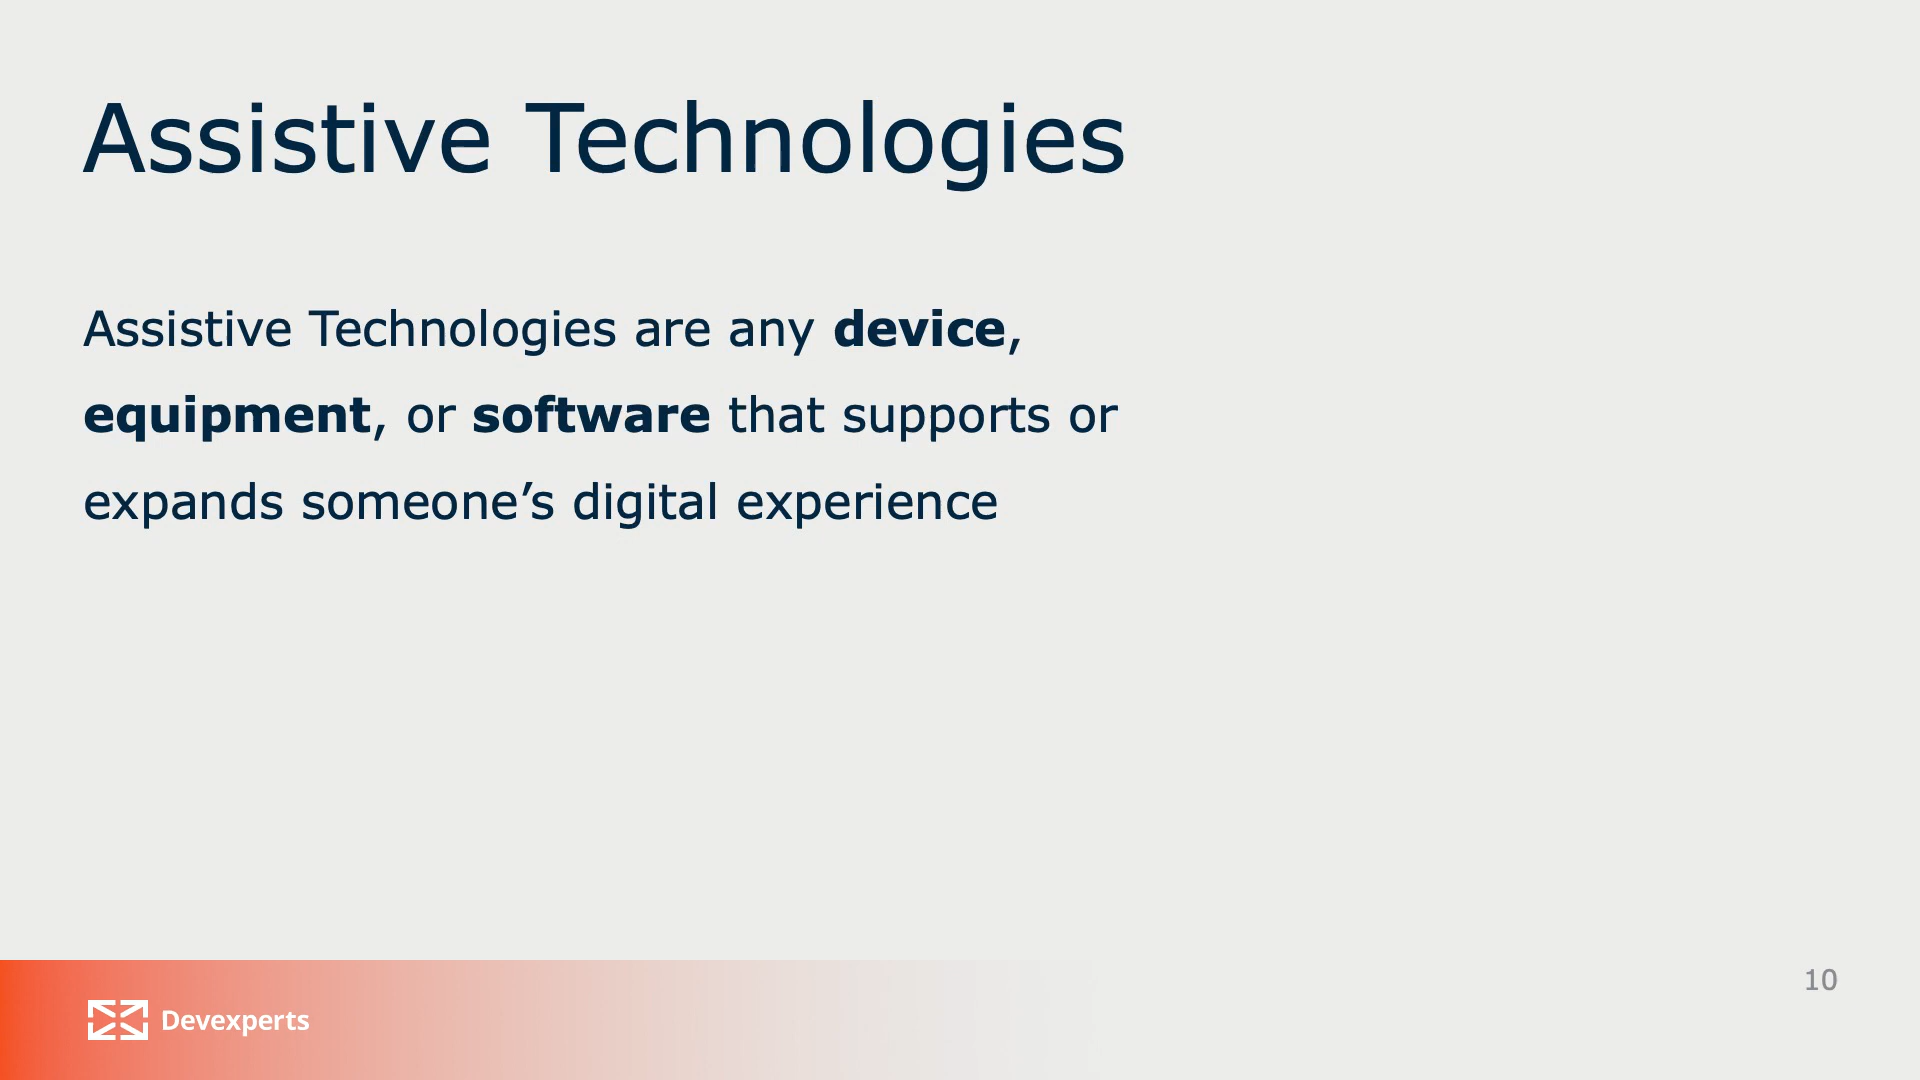 Assistive Technologies
Assistive Technologies are any device,
equipment, or software that supports or
expands someone’s digital experience
10
Devexperts